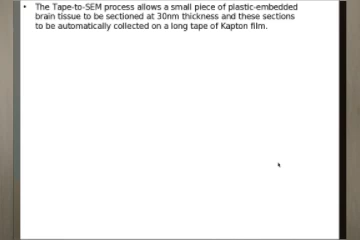 • The Tape-to-SEM process allows a small piece of plastic-embedded
brain tissue to be sectioned at 30nm thickness and these sections
to be automatically collected on a long tape of Kapton film.